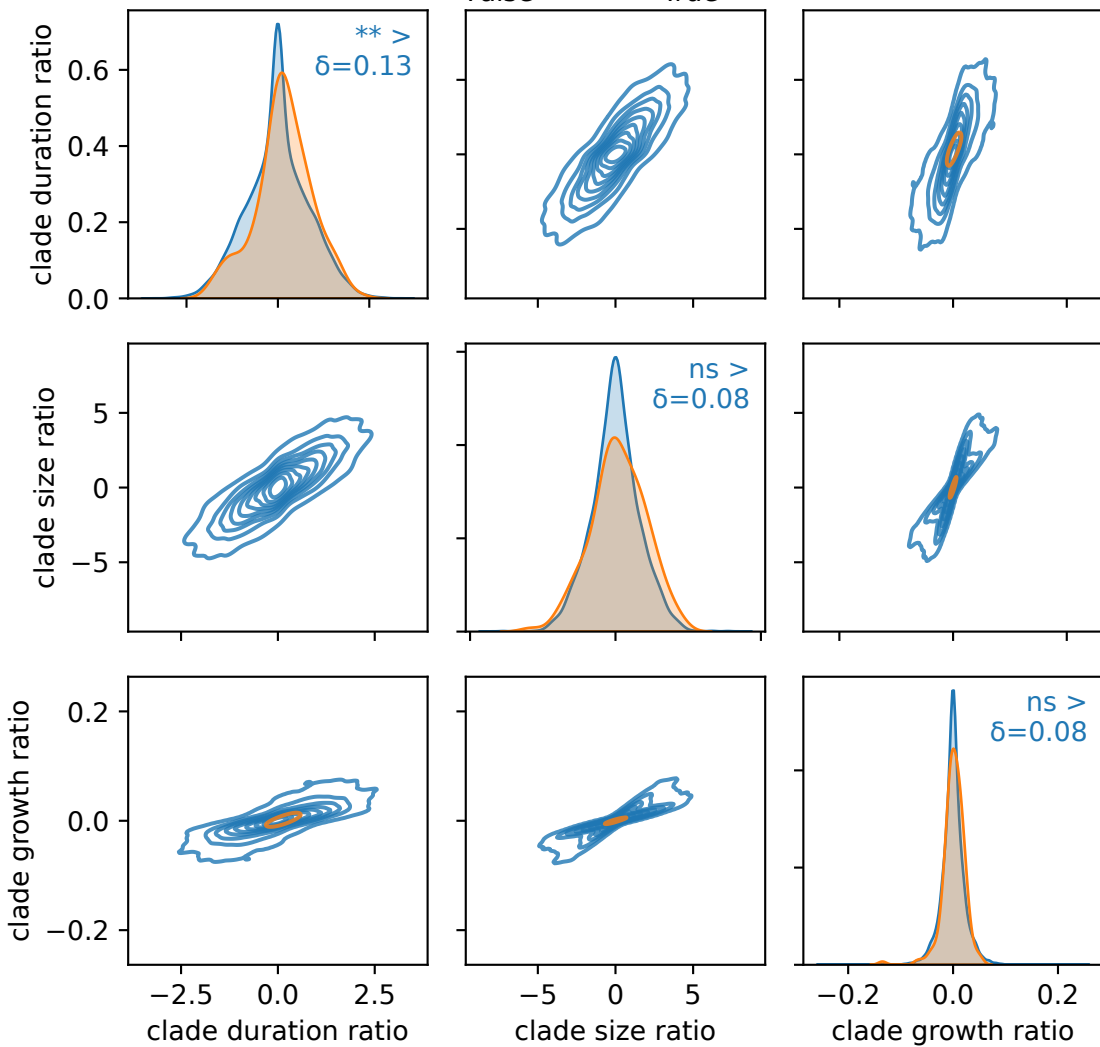 clade duration ratio
0.6
0.4
0.2
0.0
** >
δ=0.13
clade size ratio
5
0
−5
ns >
δ=0.08
clade growth ratio
0.2
0.0
−0.2
ns >
δ=0.08
−2.5 0.0 2.5
−5 0 5
−0.2 0.0 0.2
clade duration ratio
clade size ratio
clade growth ratio